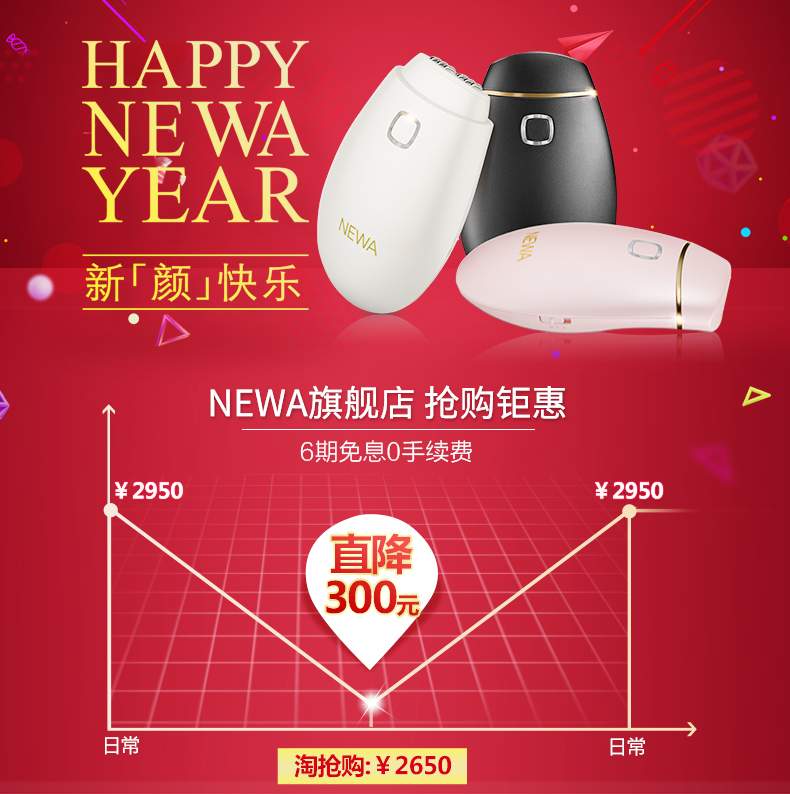 HAPPY
NEWA
YEAR
新「颜」快乐
NEWA
NEWA
NEWA旗舰店 抢购钜惠
6期免息0手续费
¥2950
¥2950
直降
300元
日常
日常
淘抢购:¥2650